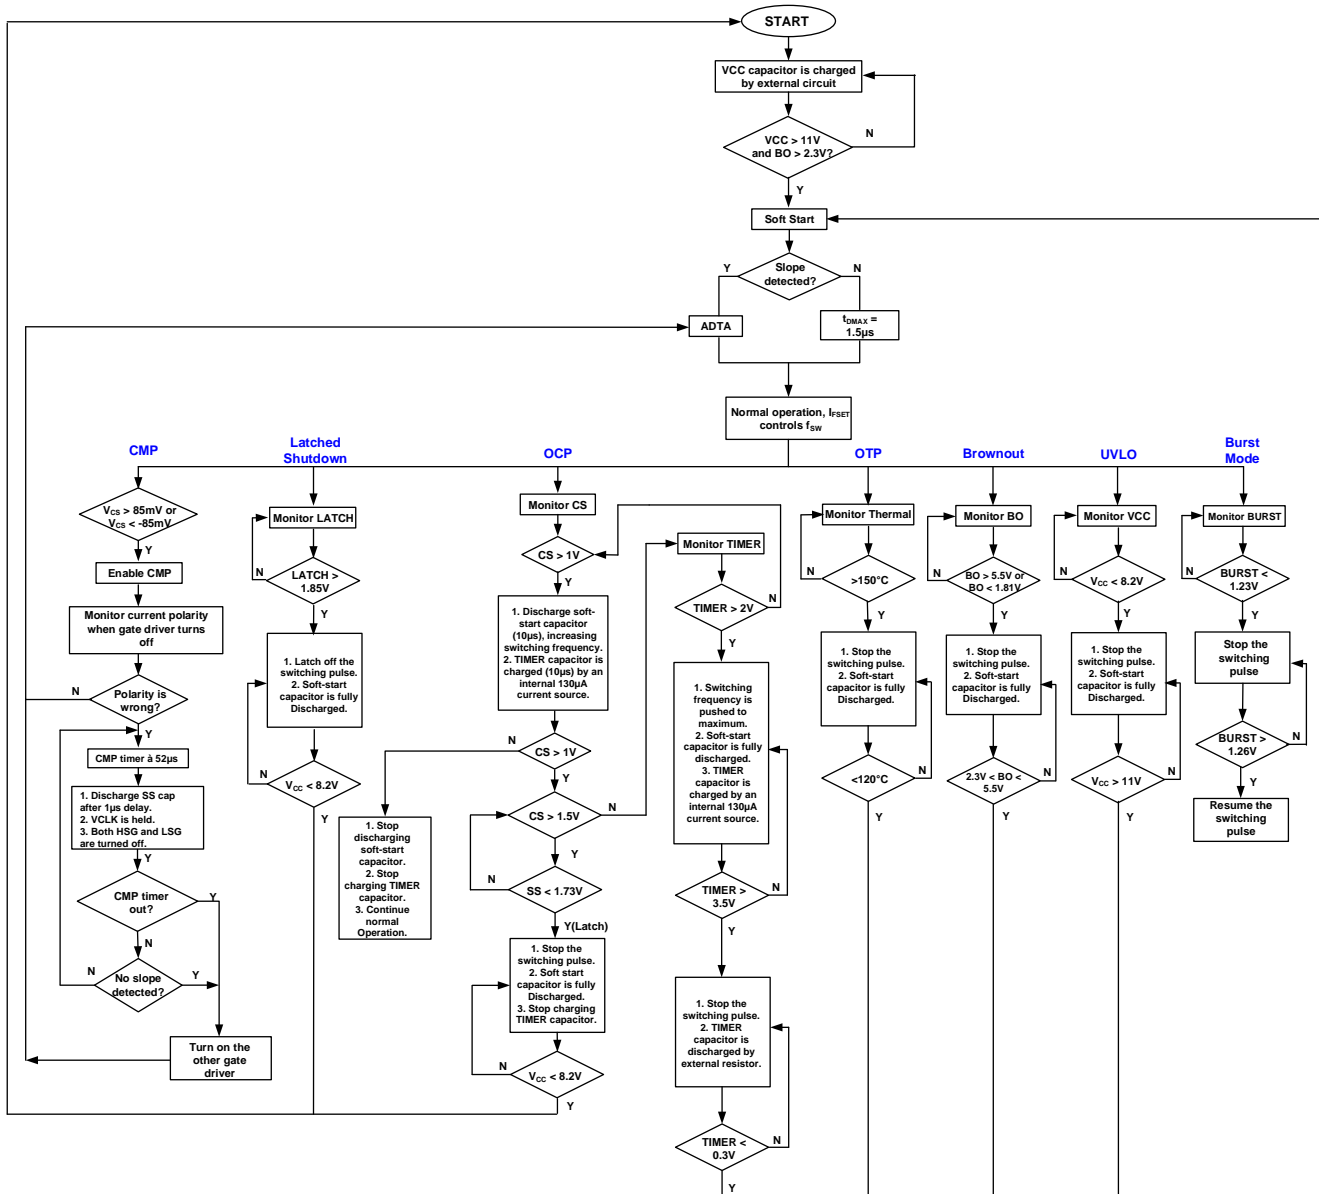 START
VCC capacitor is charged
by external circuit
VCC > 11V
and BO > 2.3V?
N
Y
Soft Start
Slope
detected?
Y
N
ADTA
tDMAX =
1.5µs
Normal operation, IFSET
controls fSW
CMP
VCS > 85mV or
VCS < -85mV
Y
Enable CMP
Monitor current polarity
when gate driver turns
off
Polarity is
wrong?
N
Y
CMP timer à 52µs
1. Discharge SS cap
after 1µs delay.
2. VCLK is held.
3. Both HSG and LSG
are turned off.
Y
CMP timer
out?
Y
N
No slope
detected?
N
Y
Turn on the
other gate
driver
Latched
Shutdown
Monitor LATCH
LATCH >
1.85V
N
Y
1. Latch off the
switching pulse.
2. Soft-start
capacitor is fully
Discharged.
VCC < 8.2V
N
Y
OCP
Monitor CS
CS > 1V
Y
1. Discharge soft-
start capacitor
(10µs), increasing
switching frequency.
2. TIMER capacitor is
charged (10µs) by an
internal 130µA
current source.
CS > 1V
N
Y
1. Stop
discharging
soft-start
capacitor.
2. Stop
charging TIMER
capacitor.
3. Continue
normal
Operation.
CS > 1.5V
N
Y
SS < 1.73V
N
Y(Latch)
1. Stop the
switching pulse.
2. Soft start
capacitor is fully
Discharged.
3. Stop charging
TIMER capacitor.
VCC < 8.2V
N
Y
Monitor TIMER
TIMER > 2V
N
Y
1. Switching
frequency is
pushed to
maximum.
2. Soft-start
capacitor is fully
discharged.
3. TIMER
capacitor is
charged by an
internal 130µA
current source.
TIMER >
3.5V
N
Y
1. Stop the
switching pulse.
2. TIMER
capacitor is
discharged by
external resistor.
TIMER <
0.3V
N
Y
OTP
Monitor Thermal
>150°C
N
Y
1. Stop the
switching pulse.
2. Soft-start
capacitor is fully
Discharged.
<120°C
N
Y
Brownout
Monitor BO
BO > 5.5V or
BO < 1.81V
N
Y
1. Stop the
switching pulse.
2. Soft-start
capacitor is fully
Discharged.
2.3V < BO <
5.5V
N
Y
UVLO
Monitor VCC
VCC < 8.2V
N
Y
1. Stop the
switching pulse.
2. Soft-start
capacitor is fully
Discharged.
VCC > 11V
N
Y
Burst
Mode
Monitor BURST
BURST <
1.23V
N
Y
Stop the
switching
pulse
BURST >
1.26V
N
Y
Resume the
switching
pulse